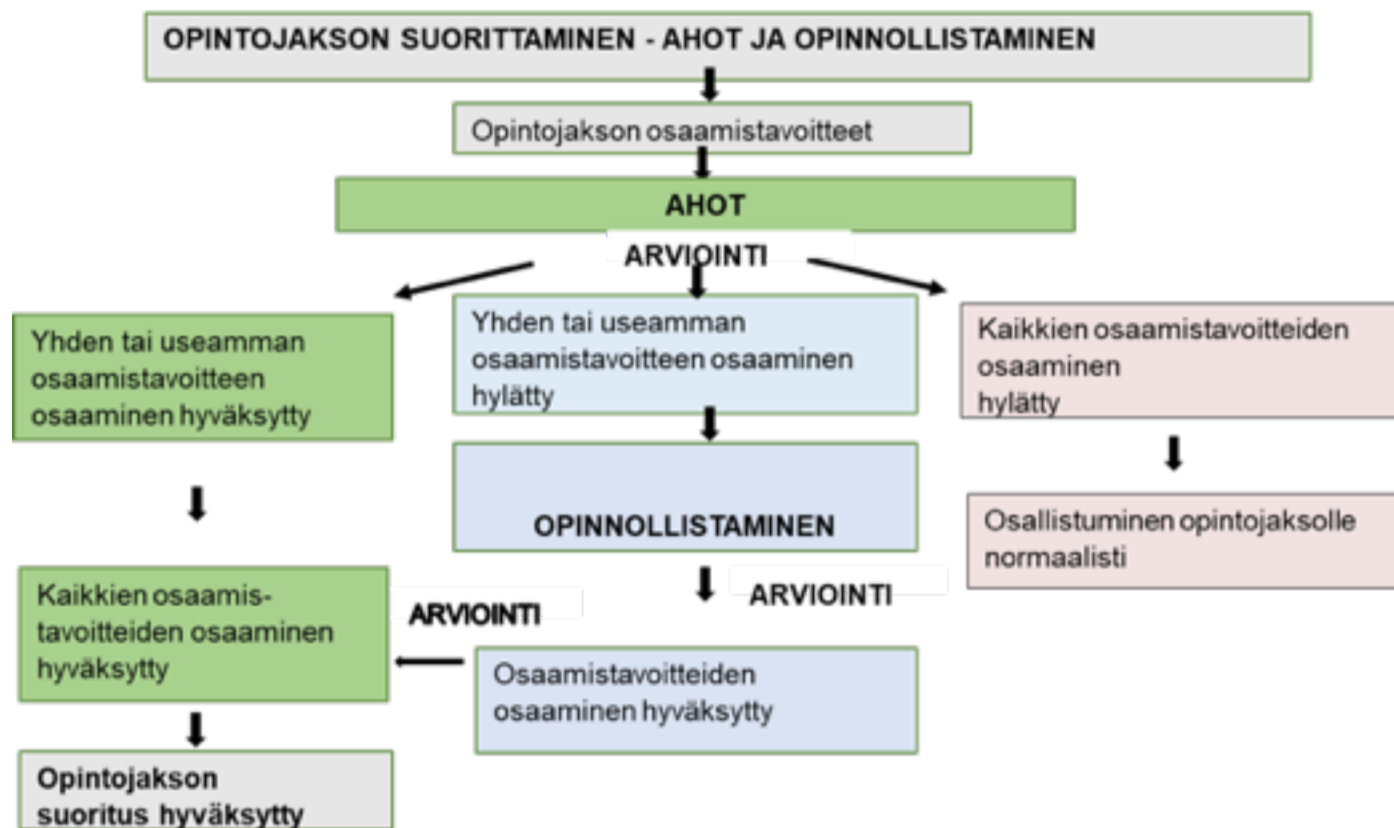 OPINTOJAKSON SUORITTAMINEN - AHOT JA OPINNOLLISTAMINEN
Opintojakson osaamistavoitteet
AHOT
ARVIOINTI
Yhden tai useamman
osaamistavoitteen
osaaminen hyväksytty
Yhden tai useamman
osaamistavoitteen osaaminen
hylätty
Kaikkien osaamistavoitteiden
osaaminen
hylätty
OPINNOLLISTAMINEN
Osallistuminen opintojaksolle
normaalisti
ARVIOINTI
Kaikkien osaamis-
tavoitteiden osaaminen
hyväksytty
ARVIOINTI
Osaamistavoitteiden
osaaminen hyväksytty
Opintojakson
suoritus hyväksytty